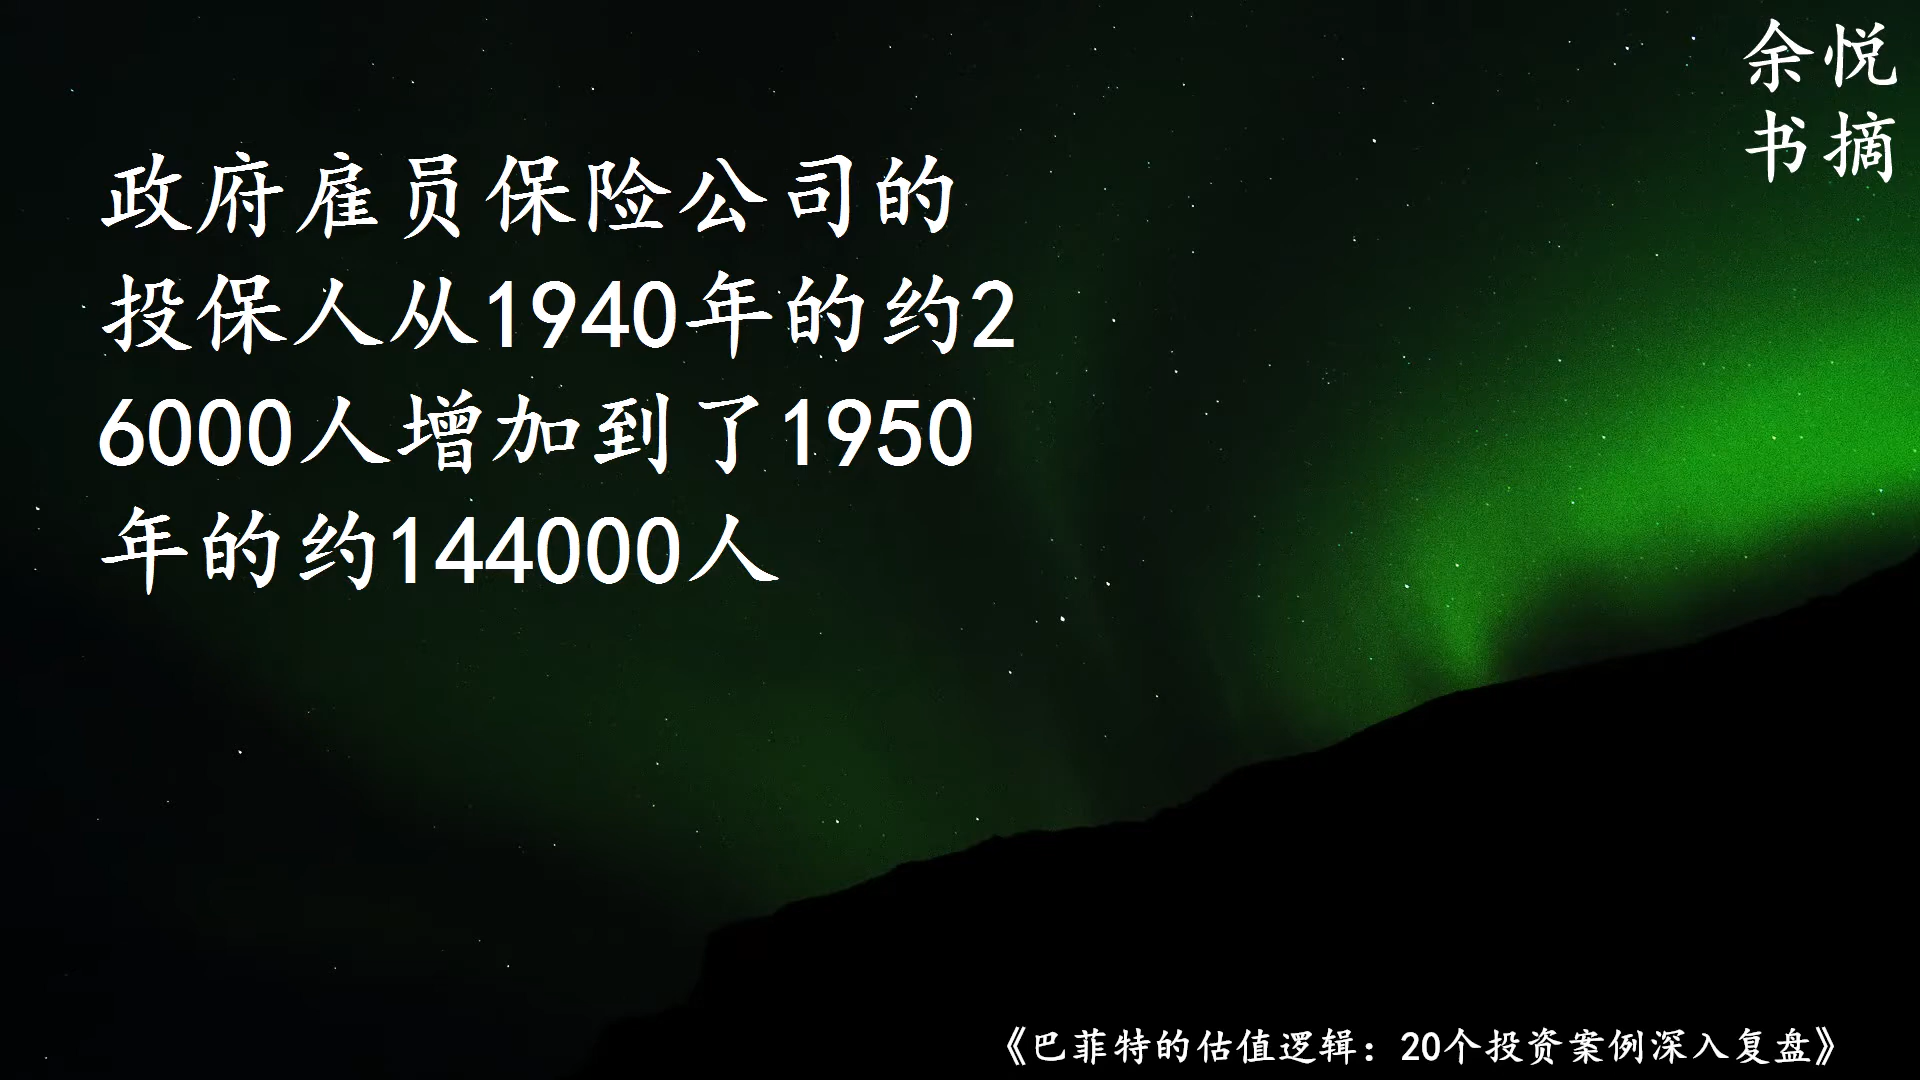 余悦
书摘
政府雇员保险公司的
投保人从1940年的约2
6000人增加到了1950
年的约144000人
《巴菲特的估值逻辑：20个投资案例深入复盘》